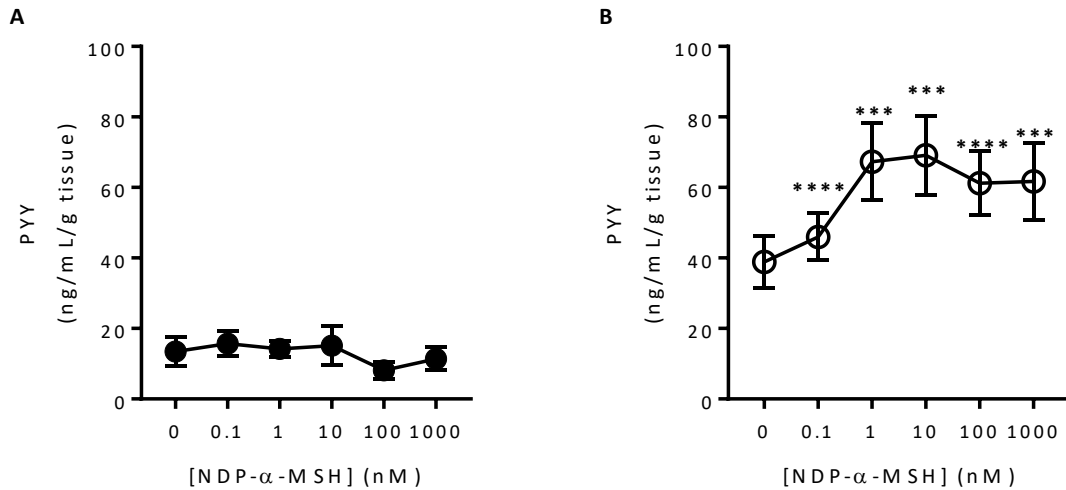 A
100
80
60
40
20
0
PYY
(ng/mL/g tissue)
0 0.1 1 10 100 1000
[NDP-α-MSH] (nM)
B
100
80
60
40
20
0
PYY
(ng/mL/g tissue)
****
***
***
****
***
0 0.1 1 10 100 1000
[NDP-α-MSH] (nM)